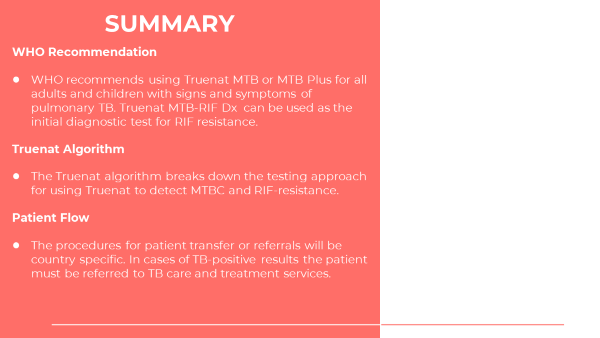 SUMMARY
WHO Recommendation
● WHO recommends using Truenat MTB or MTB Plus for all
adults and children with signs and symptoms of
pulmonary TB. Truenat MTB-RIF Dx can be used as the
initial diagnostic test for RIF resistance.
Truenat Algorithm
● The Truenat algorithm breaks down the testing approach
for using Truenat to detect MTBC and RIF-resistance.
Patient Flow
● The procedures for patient transfer or referrals will be
country specific. In cases of TB-positive results the patient
must be referred to TB care and treatment services.